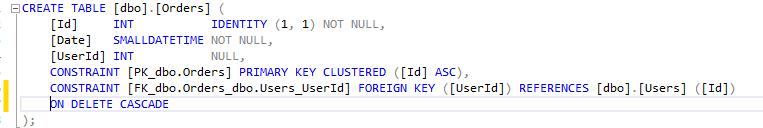 CREATE TABLE [dbo].[Orders] (
[Id] INT IDENTITY (1, 1) NOT NULL,
[Date] SMALLDATETIME NOT NULL,
[UserId] INT NULL,
CONSTRAINT [PK_dbo.Orders] PRIMARY KEY CLUSTERED ([Id] ASC),
CONSTRAINT [FK_dbo.Orders_dbo.Users_UserId] FOREIGN KEY ([UserId]) REFERENCES [dbo].[Users] ([Id])
ON DELETE CASCADE
);